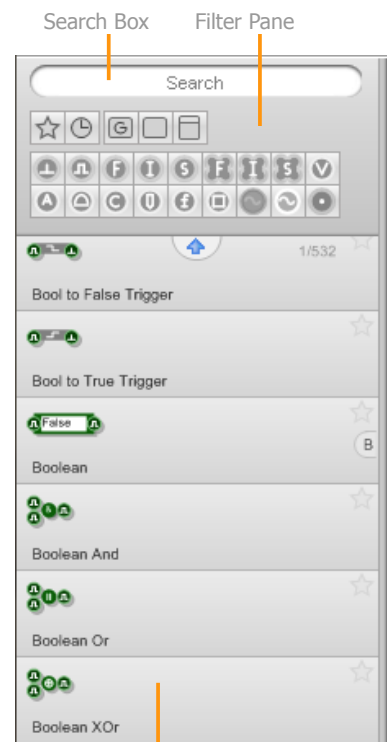 Search Box Filter Pane
Search
G
F I S F I S V
A C f
1/532
Bool to False Trigger
Bool to True Trigger
False
Boolean
B
&
Boolean And
Boolean Or
Boolean XOr